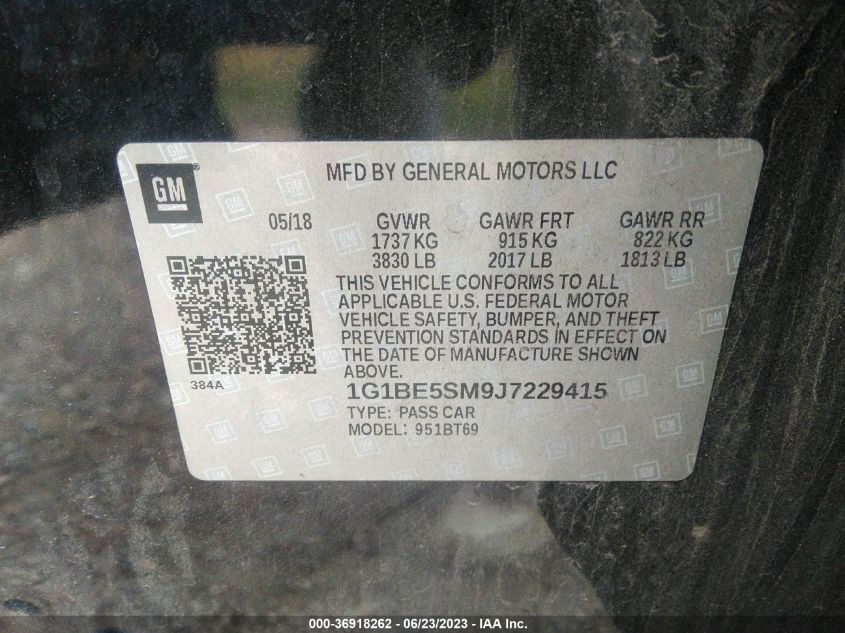 GM
MFD BY GENERAL MOTORS LLC
05/18 GVWR GAWR FRT GAWR RR
1737 KG 915 KG 822 KG
3830 LB 2017 LB 1813 LB
THIS VEHICLE CONFORMS TO ALL
APPLICABLE U.S. FEDERAL MOTOR
VEHICLE SAFETY, BUMPER, AND THEFT
PREVENTION STANDARDS IN EFFECT ON
THE DATE OF MANUFACTURE SHOWN
ABOVE.
384A
1G1BE5SM9J7229415
TYPE: PASS CAR
MODEL: 951BT69
000-36918262 - 06/23/2023 - IAA Inc.